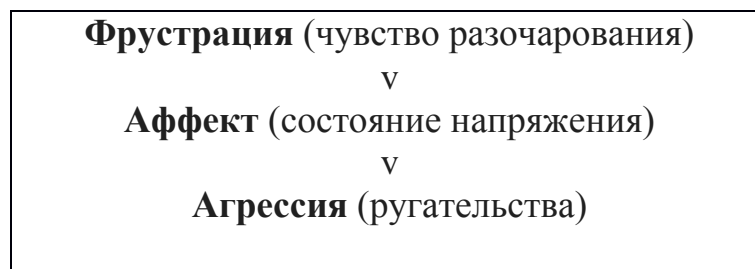 Фрустрация (чувство разочарования)
v
Аффект (состояние напряжения)
v
Агрессия (ругательства)